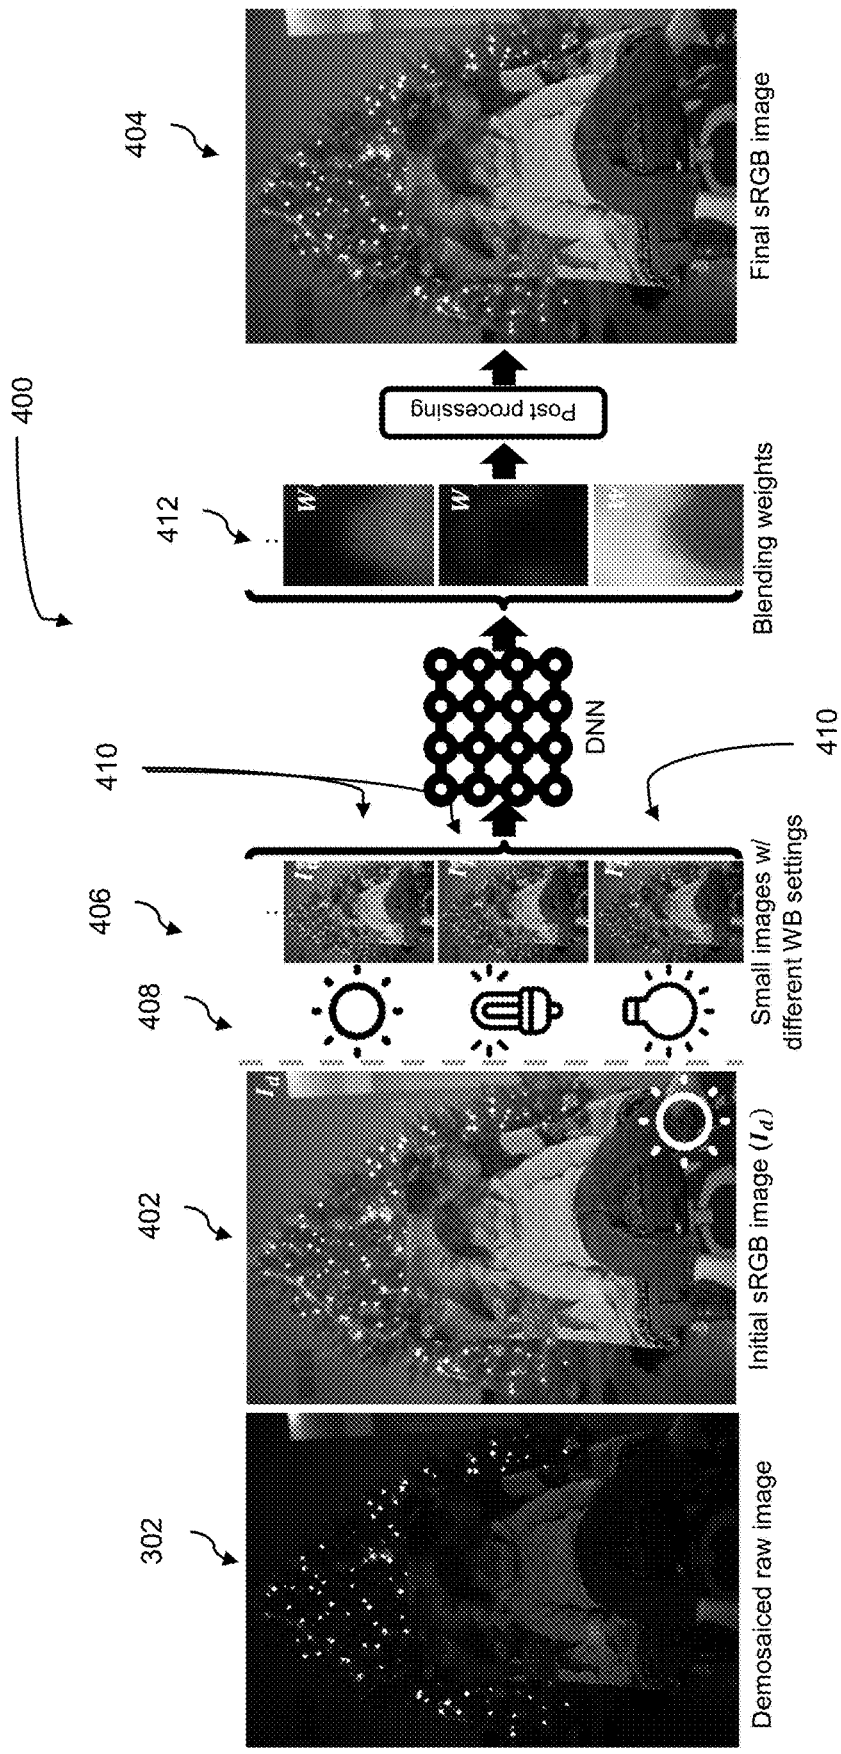 400
302
402
408
406
410
412
404
I_d
W
W
DNN
Post processing
410
Demosaiced raw image
Initial sRGB image (I_d)
Small images w/
different WB settings
Blending weights
Final sRGB image